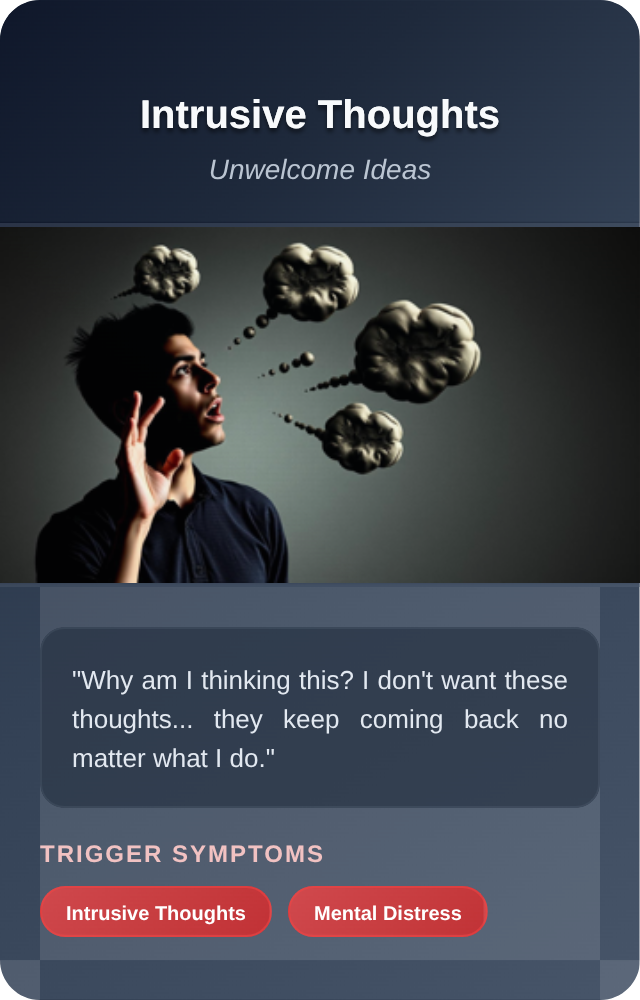 Intrusive Thoughts
Unwelcome Ideas
"Why am I thinking this? I don't want these
thoughts... they keep coming back no
matter what I do."
TRIGGER SYMPTOMS
Intrusive Thoughts
Mental Distress